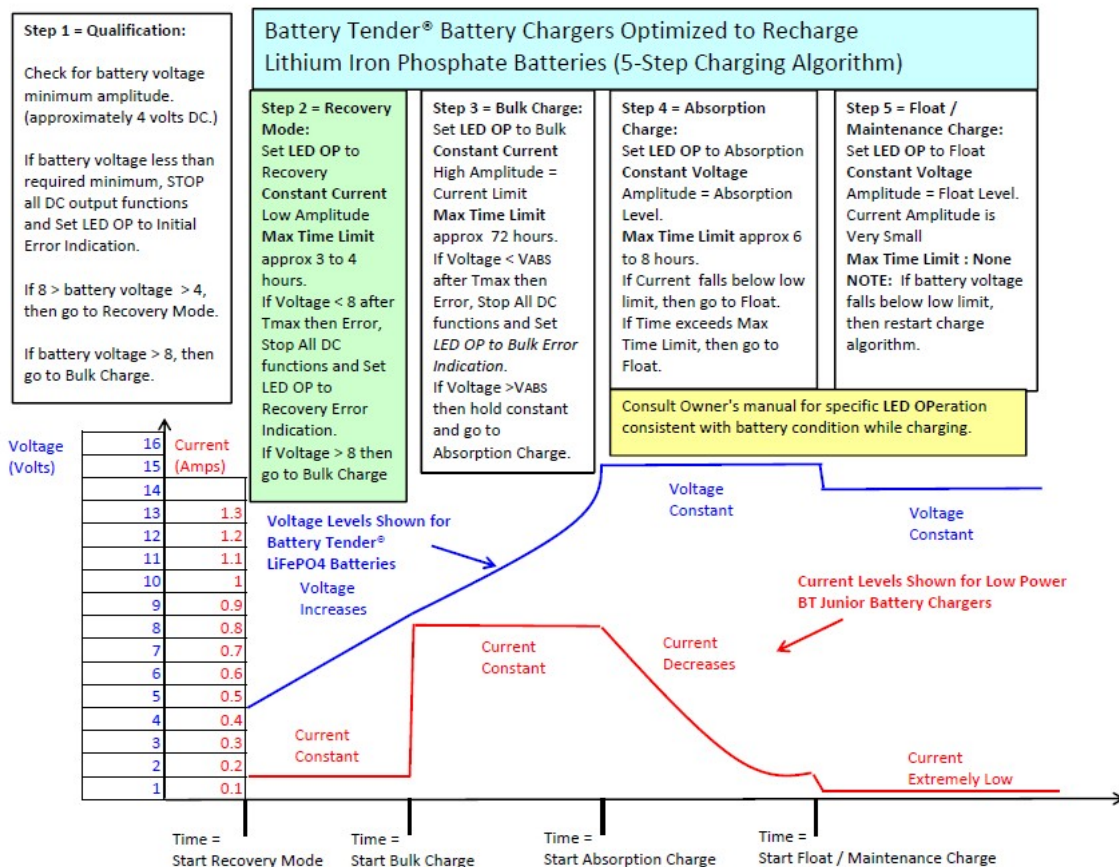 Step 1 = Qualification:
Check for battery voltage
minimum amplitude.
(approximately 4 volts DC.)
If battery voltage less than
required minimum, STOP
all DC output functions
and Set LED OP to Initial
Error Indication.
If 8 > battery voltage > 4,
then go to Recovery Mode.
If battery voltage > 8, then
go to Bulk Charge.
Battery Tender® Battery Chargers Optimized to Recharge
Lithium Iron Phosphate Batteries (5-Step Charging Algorithm)
Step 2 = Recovery
Mode:
Set LED OP to
Recovery
Constant Current
Low Amplitude
Max Time Limit
approx 3 to 4
hours.
If Voltage < 8 after
Tmax then Error,
Stop All DC
functions and Set
LED OP to
Recovery Error
Indication.
If Voltage > 8 then
go to Bulk Charge
Step 3 = Bulk Charge:
Set LED OP to Bulk
Constant Current
High Amplitude =
Current Limit
Max Time Limit
approx 72 hours.
If Voltage < VABS
after Tmax then
Error, Stop All DC
functions and Set
LED OP to Bulk Error
Indication.
If Voltage >VABS
then hold constant
and go to
Absorption Charge.
Step 4 = Absorption
Charge:
Set LED OP to Absorption
Constant Voltage
Amplitude = Absorption
Level.
Max Time Limit approx 6
to 8 hours.
If Current falls below low
limit, then go to Float.
If Time exceeds Max
Time Limit, then go to
Float.
Step 5 = Float /
Maintenance Charge:
Set LED OP to Float
Constant Voltage
Amplitude = Float Level.
Current Amplitude is
Very Small
Max Time Limit : None
NOTE: If battery voltage
falls below low limit,
then restart charge
algorithm.
Consult Owner's manual for specific LED OPeration
consistent with battery condition while charging.
Voltage
(Volts)
16
15
14
13
12
11
10
9
8
7
6
5
4
3
2
1
Current
(Amps)
1.3
1.2
1.1
1
0.9
0.8
0.7
0.6
0.5
0.4
0.3
0.2
0.1
Voltage Levels Shown for
Battery Tender®
LiFePO4 Batteries
Voltage
Increases
Voltage
Constant
Voltage
Constant
Current Levels Shown for Low Power
BT Junior Battery Chargers
Current
Constant
Current
Constant
Current
Decreases
Current
Extremely Low
Time =
Start Recovery Mode
Time =
Start Bulk Charge
Time =
Start Absorption Charge
Time =
Start Float / Maintenance Charge